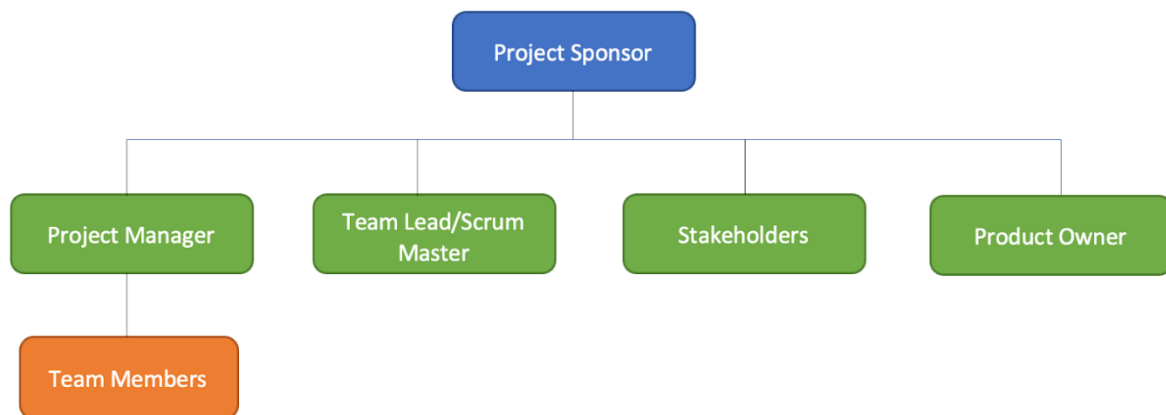 Project Sponsor
Project Manager
Team Lead/Scrum
Master
Stakeholders
Product Owner
Team Members